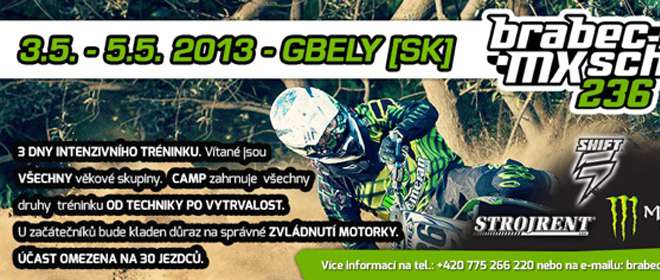 3.5. - 5.5. 2013 - GBELY [SK]
brabec-
MX sch
236
3 DNY INTENZIVNÍHO TRÉNINKU. Vítané jsou
VŠECHNY věkové skupiny. CAMP zahrnuje všechny
druhy tréninku OD TECHNIKY PO VYTRVALOST.
U začátečníků bude kladen důraz na správné ZVLÁDNUTÍ MOTORKY.
ÚČAST OMEZENA NA 30 JEZDCŮ.
SHIFT
STROJRENT
M
Více informací na tel.: +420 775 266 220 nebo na e-mailu: brabec